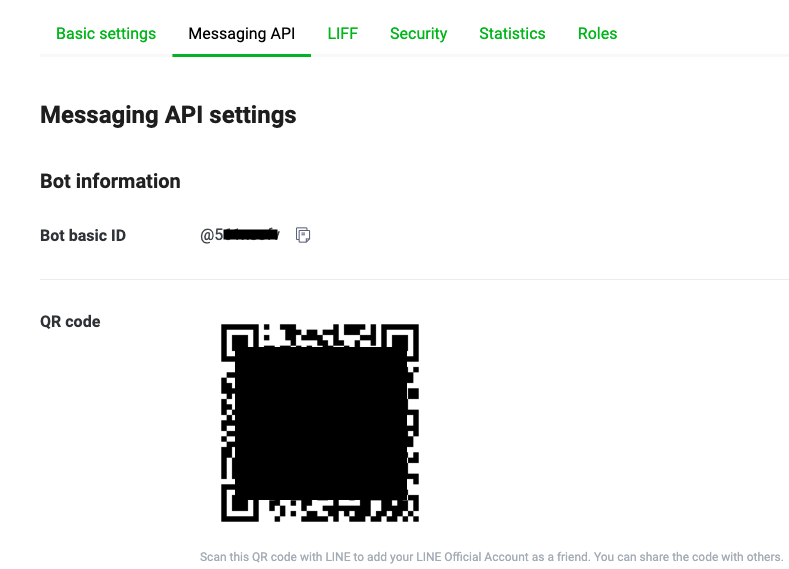 Basic settings Messaging API LIFF Security Statistics Roles
Messaging API settings
Bot information
Bot basic ID
QR code
Scan this QR code with LINE to add your LINE Official Account as a friend. You can share the code with others.